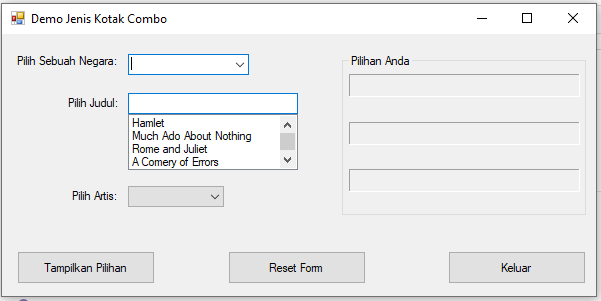 Demo Jenis Kotak Combo
Pilih Sebuah Negara:
Pilihan Anda
Pilih Judul:
Hamlet
Much Ado About Nothing
Rome and Juliet
A Comery of Errors
Pilih Artis:
Tampilkan Pilihan
Reset Form
Keluar